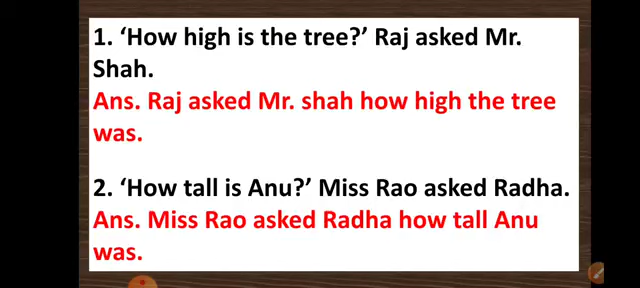 1. ‘How high is the tree?’ Raj asked Mr.
Shah.
Ans. Raj asked Mr. shah how high the tree
was.
2. ‘How tall is Anu?’ Miss Rao asked Radha.
Ans. Miss Rao asked Radha how tall Anu
was.